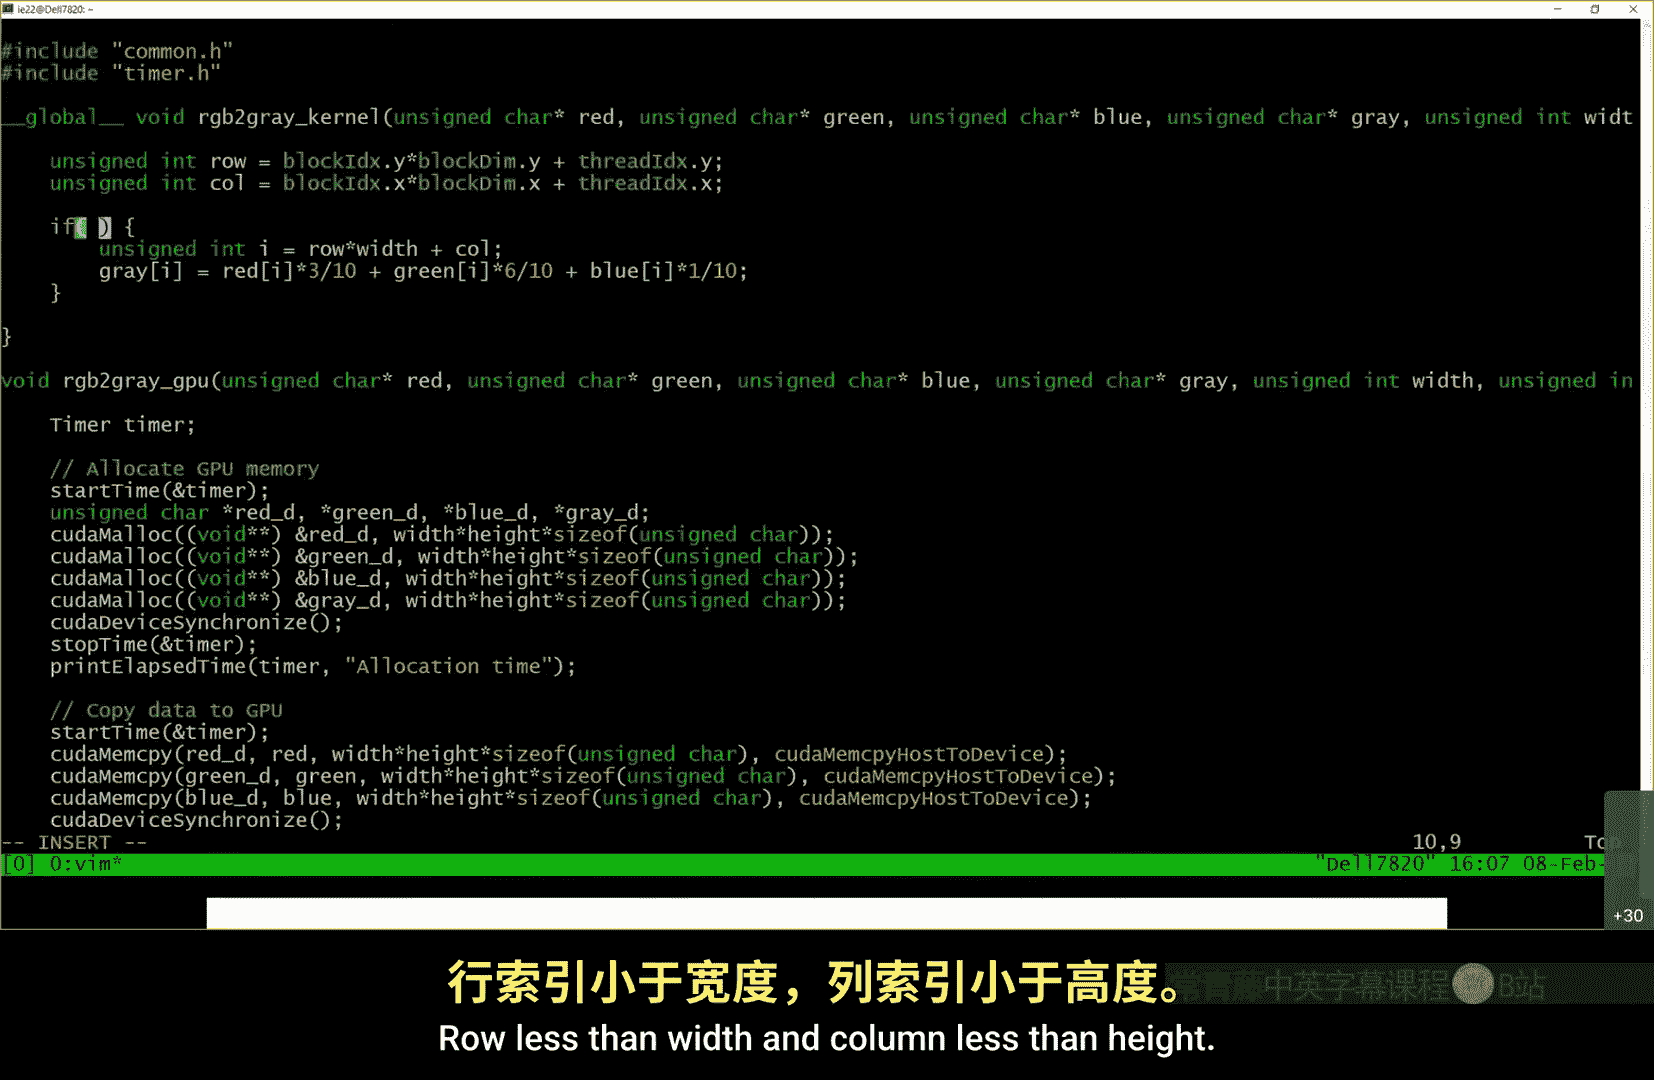 ie22@Dell7820: ~
#include "common.h"
#include "timer.h"
__global__ void rgb2gray_kernel(unsigned char* red, unsigned char* green, unsigned char* blue, unsigned char* gray, unsigned int widt
unsigned int row = blockIdx.y*blockDim.y + threadIdx.y;
unsigned int col = blockIdx.x*blockDim.x + threadIdx.x;
if( ) {
unsigned int i = row*width + col;
gray[i] = red[i]*3/10 + green[i]*6/10 + blue[i]*1/10;
}
}
void rgb2gray_gpu(unsigned char* red, unsigned char* green, unsigned char* blue, unsigned char* gray, unsigned int width, unsigned in
Timer timer;
// Allocate GPU memory
startTime(&timer);
unsigned char *red_d, *green_d, *blue_d, *gray_d;
cudaMalloc((void**) &red_d, width*height*sizeof(unsigned char));
cudaMalloc((void**) &green_d, width*height*sizeof(unsigned char));
cudaMalloc((void**) &blue_d, width*height*sizeof(unsigned char));
cudaMalloc((void**) &gray_d, width*height*sizeof(unsigned char));
cudaDeviceSynchronize();
stopTime(&timer);
printElapsedTime(timer, "Allocation time");
// Copy data to GPU
startTime(&timer);
cudaMemcpy(red_d, red, width*height*sizeof(unsigned char), cudaMemcpyHostToDevice);
cudaMemcpy(green_d, green, width*height*sizeof(unsigned char), cudaMemcpyHostToDevice);
cudaMemcpy(blue_d, blue, width*height*sizeof(unsigned char), cudaMemcpyHostToDevice);
cudaDeviceSynchronize();
-- INSERT -- 10,9 Top
[0] 0:vim* "Dell7820" 16:07 08-Feb-
+30
行索引小于宽度，列索引小于高度。
中英字幕课程 B站
Row less than width and column less than height.